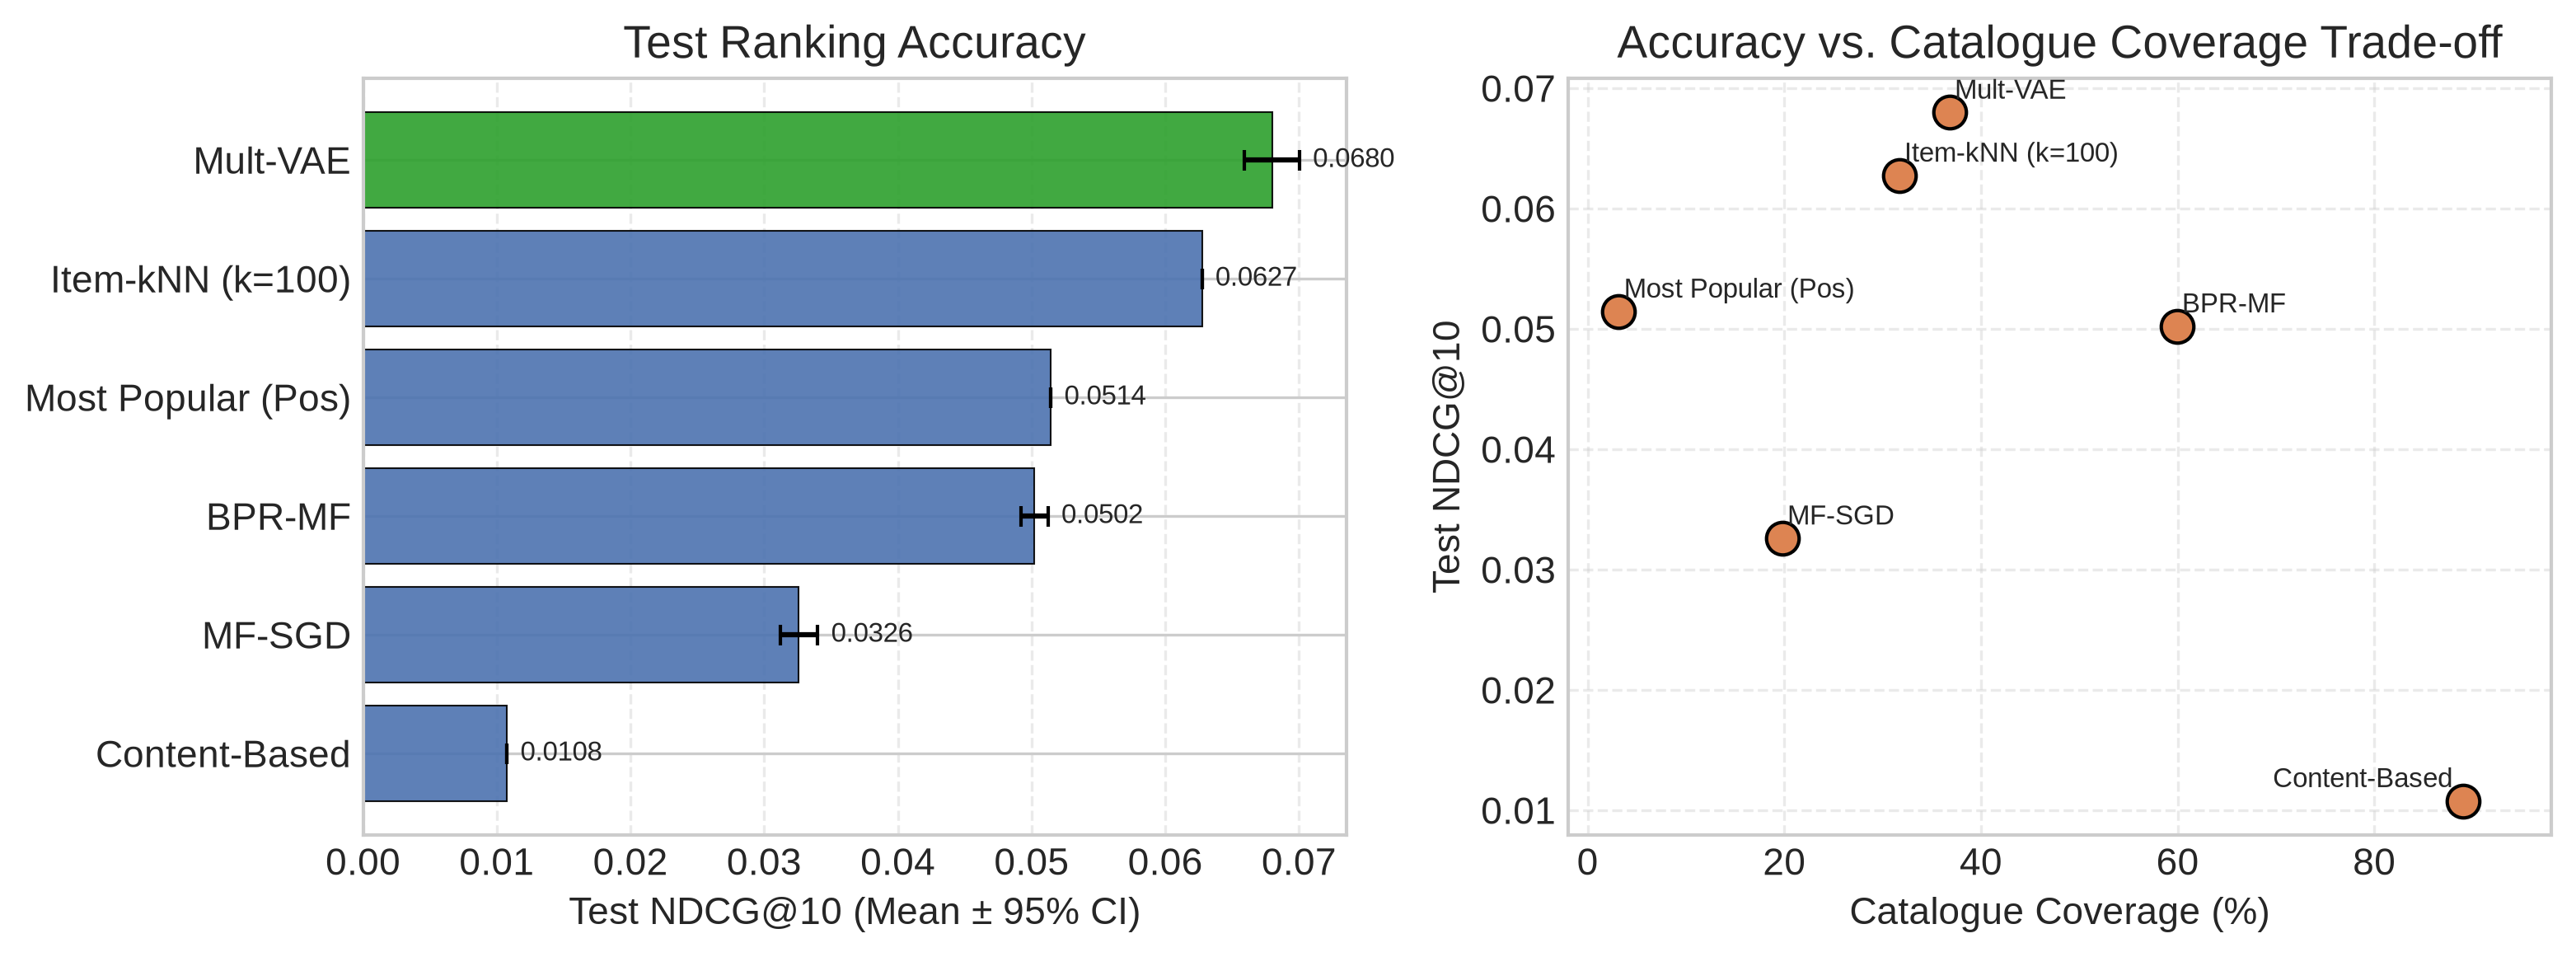 Test Ranking Accuracy
Mult-VAE
0.0680
Item-kNN (k=100)
0.0627
Most Popular (Pos)
0.0514
BPR-MF
0.0502
MF-SGD
0.0326
Content-Based
0.0108
0.00 0.01 0.02 0.03 0.04 0.05 0.06 0.07
Test NDCG@10 (Mean ± 95% CI)
Accuracy vs. Catalogue Coverage Trade-off
Test NDCG@10
0.07
0.06
0.05
0.04
0.03
0.02
0.01
Mult-VAE
Item-kNN (k=100)
Most Popular (Pos)
BPR-MF
MF-SGD
Content-Based
0 20 40 60 80
Catalogue Coverage (%)